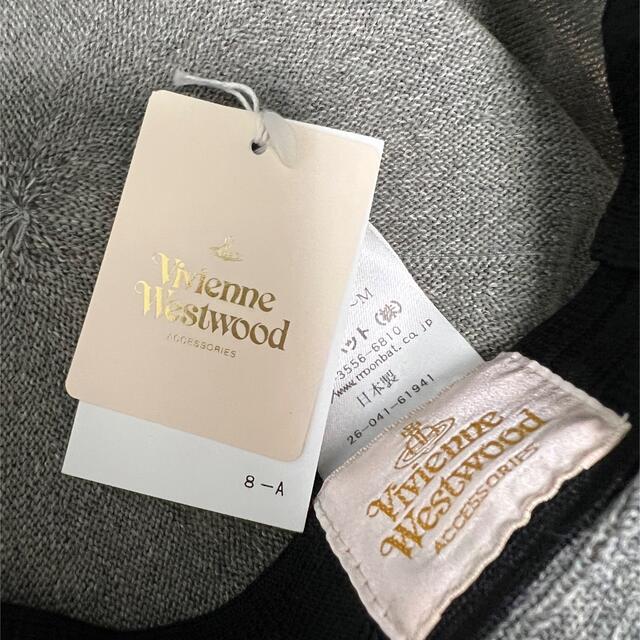 Vivienne
Westwood
ACCESSORIES
8-A
-M
ット(株)
3556-6810
www.moonbat.co.jp
日本製
26-041-61941
Vivienne
Westwood
ACCESSORIES